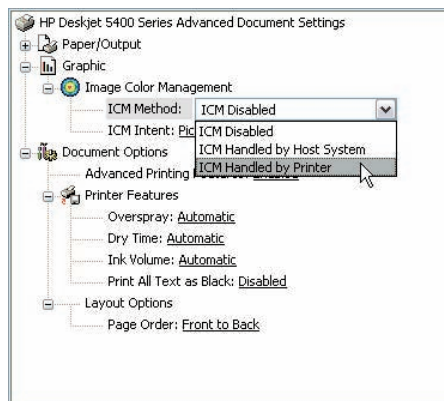 HP Deskjet 5400 Series Advanced Document Settings
Paper/Output
Graphic
Image Color Management
ICM Method: ICM Disabled
ICM Intent: Pic
ICM Disabled
ICM Handled by Host System
ICM Handled by Printer
Document Options
Advanced Printing
Printer Features
Overspray: Automatic
Dry Time: Automatic
Ink Volume: Automatic
Print All Text as Black: Disabled
Layout Options
Page Order: Front to Back